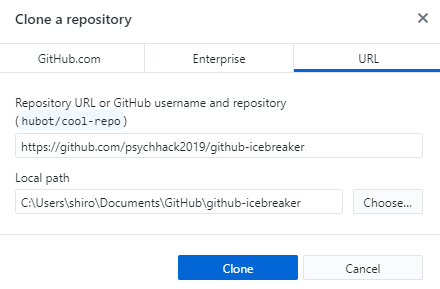 Clone a repository
GitHub.com
Enterprise
URL
Repository URL or GitHub username and repository
(hubot/cool-repo)
https://github.com/psychhack2019/github-icebreaker
Local path
C:\Users\shiro\Documents\GitHub\github-icebreaker
Choose...
Clone
Cancel